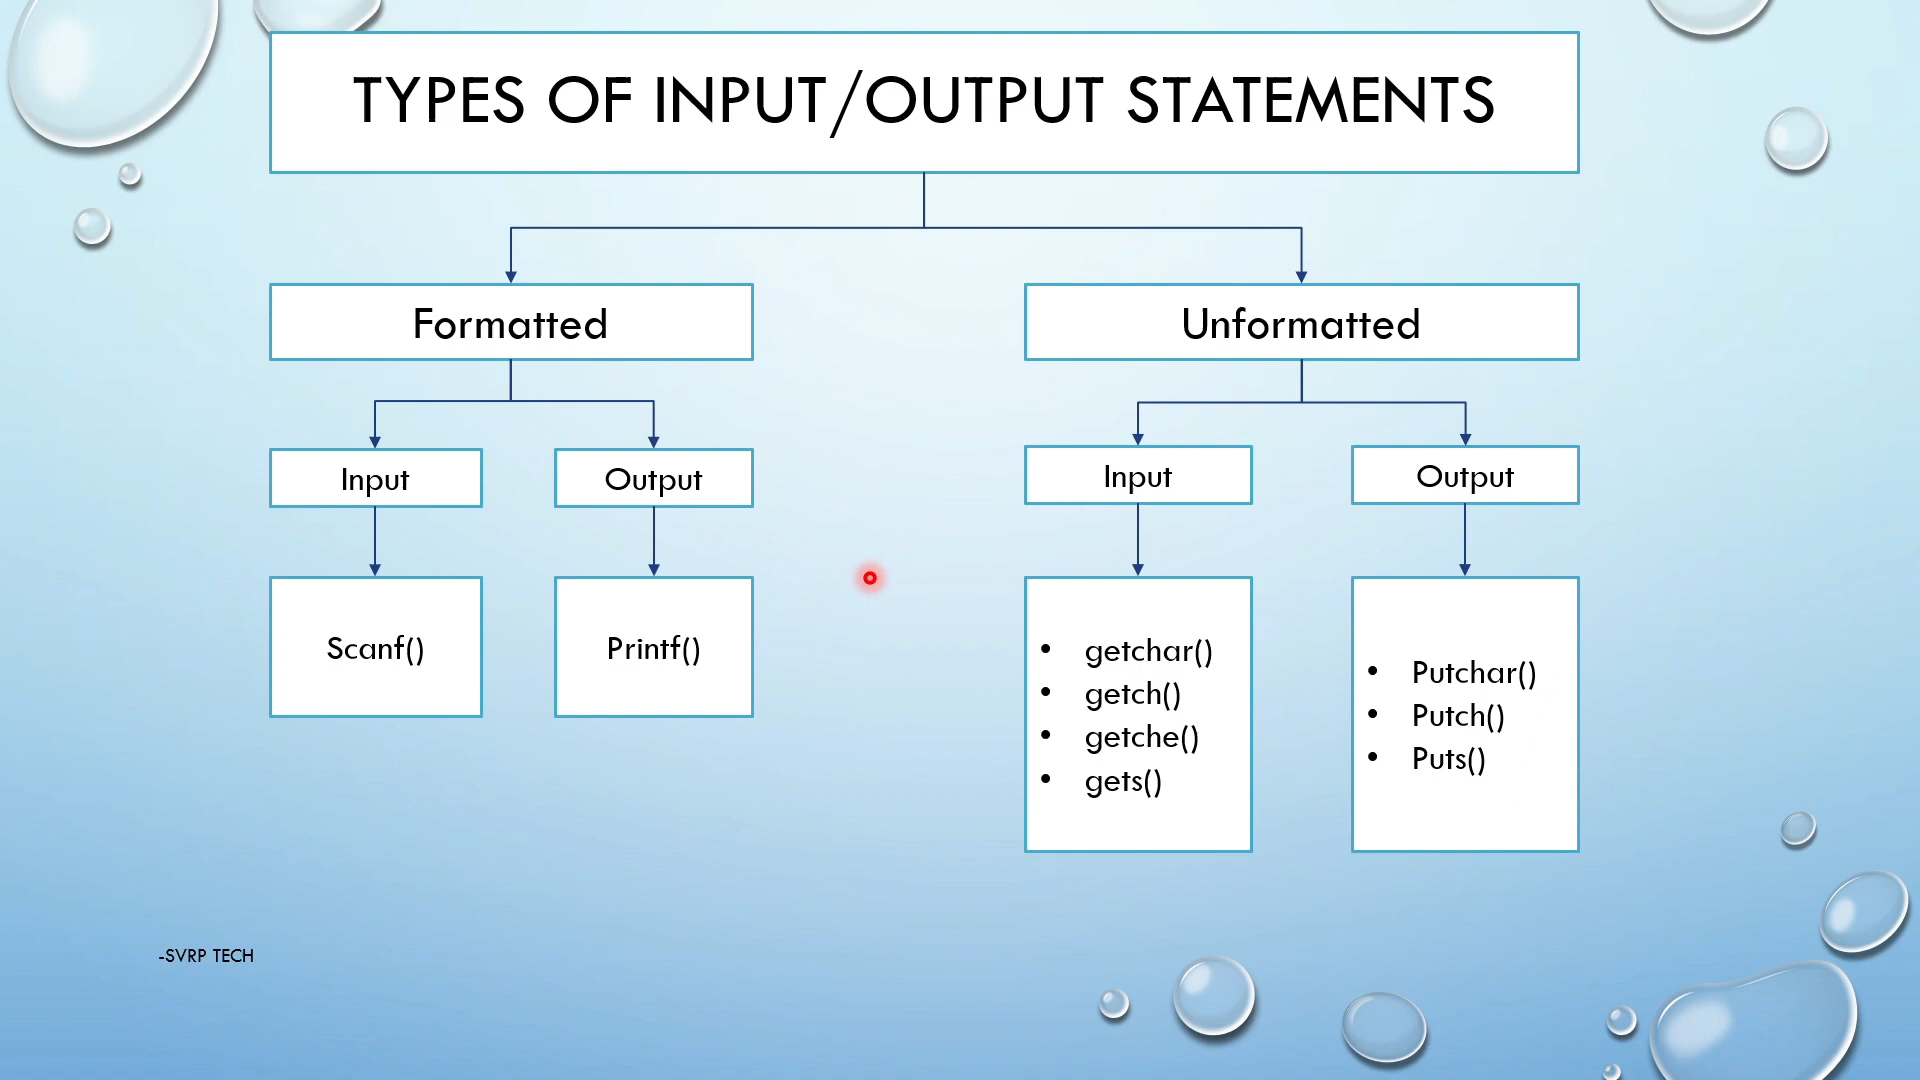 TYPES OF INPUT/OUTPUT STATEMENTS
Formatted
Unformatted
Input
Output
Input
Output
Scanf()
Printf()
• getchar()
• getch()
• getche()
• gets()
• Putchar()
• Putch()
• Puts()
-SVRP TECH